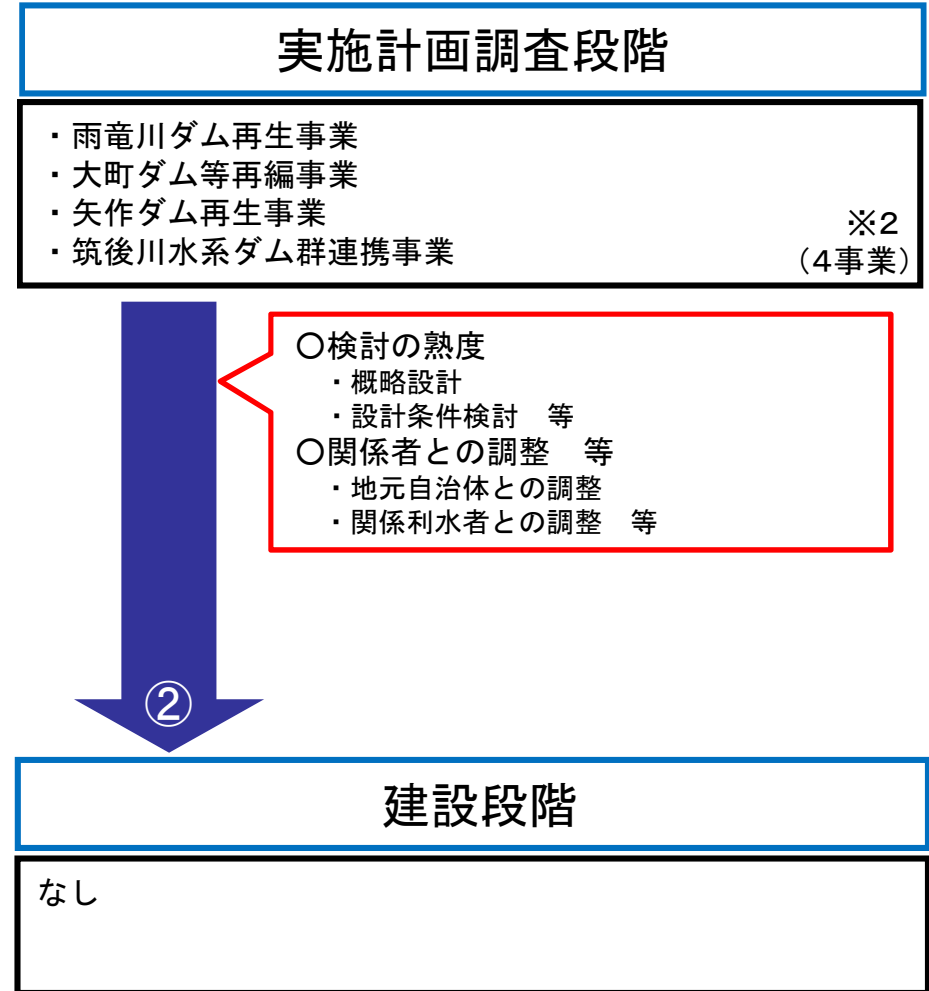 実施計画調査段階
・雨竜川ダム再生事業
・大町ダム等再編事業
・矢作ダム再生事業
・筑後川水系ダム群連携事業
※2
(4事業)
〇検討の熟度
・概略設計
・設計条件検討　等
〇関係者との調整　等
・地元自治体との調整
・関係利水者との調整　等
②
建設段階
なし